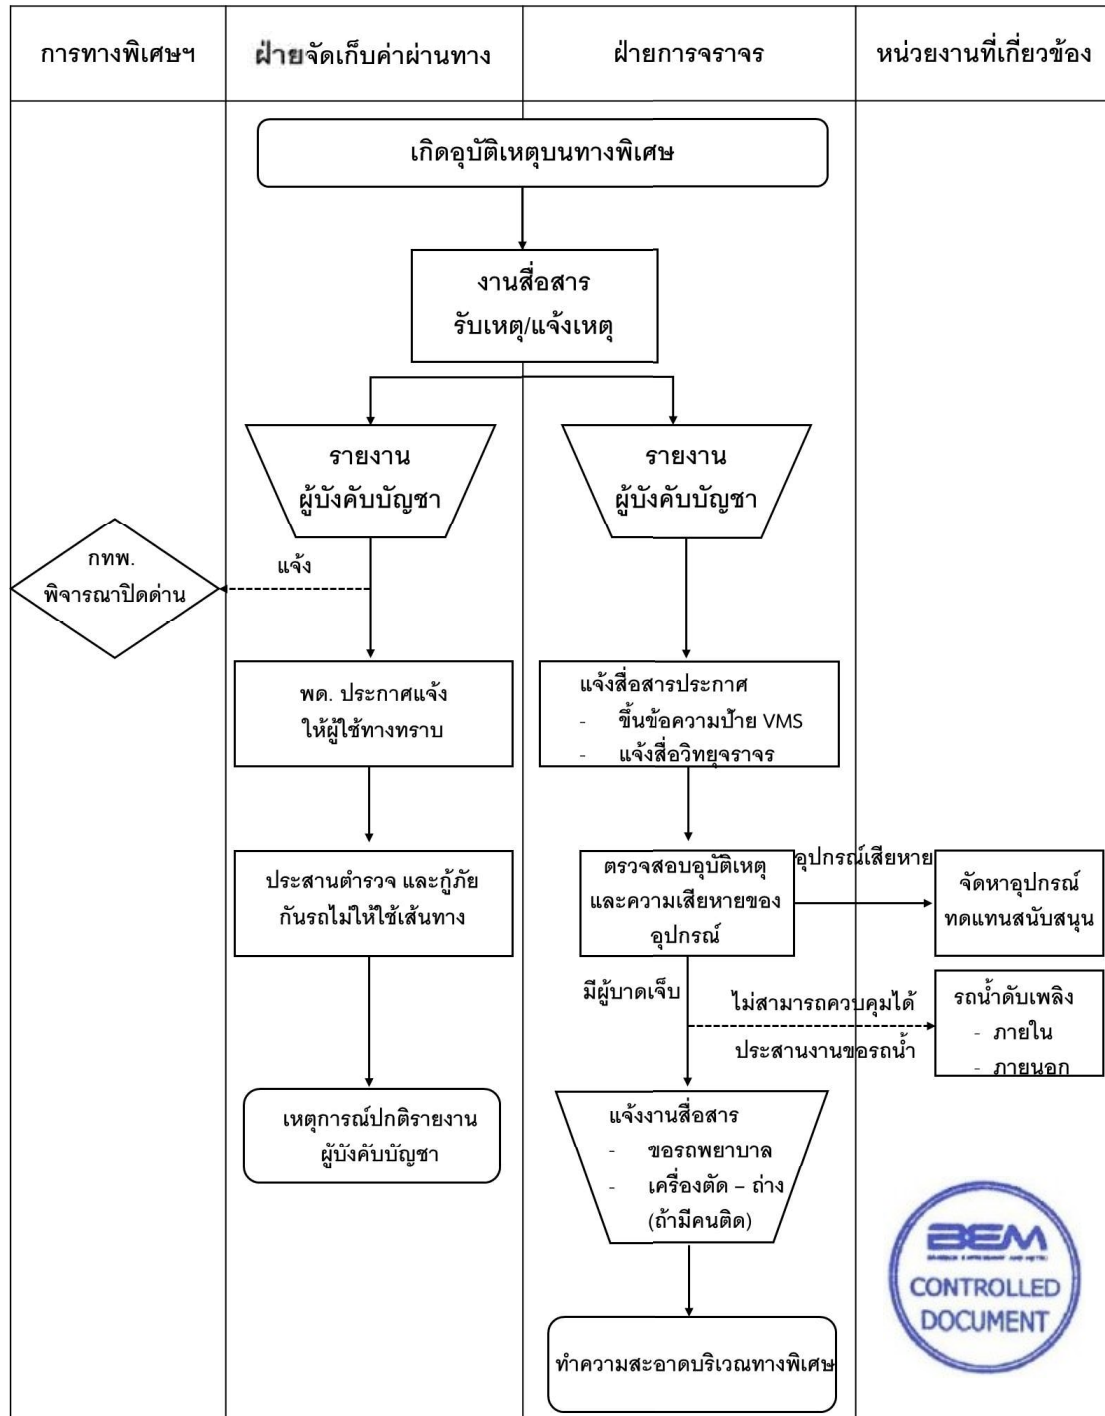 การทางพิเศษฯ
ฝ่ายจัดเก็บค่าผ่านทาง
ฝ่ายการจราจร
หน่วยงานที่เกี่ยวข้อง
เกิดอุบัติเหตุบนทางพิเศษ
งานสื่อสาร
รับเหตุ/แจ้งเหตุ
รายงาน
ผู้บังคับบัญชา
รายงาน
ผู้บังคับบัญชา
กทพ.
พิจารณาปิดด่าน
แจ้ง
พด. ประกาศแจ้ง
ให้ผู้ใช้ทางทราบ
แจ้งสื่อสารประกาศ
- ขึ้นข้อความป้าย VMS
- แจ้งสื่อวิทยุจราจร
ประสานตำรวจ และกู้ภัย
กันรถไม่ให้ใช้เส้นทาง
ตรวจสอบอุบัติเหตุ
และความเสียหายของ
อุปกรณ์
อุปกรณ์เสียหาย
จัดหาอุปกรณ์
ทดแทนสนับสนุน
มีผู้บาดเจ็บ
ไม่สามารถควบคุมได้
ประสานงานขอรถน้ำ
รถน้ำดับเพลิง
- ภายใน
- ภายนอก
เหตุการณ์ปกติรายงาน
ผู้บังคับบัญชา
แจ้งงานสื่อสาร
- ขอรถพยาบาล
- เครื่องตัด – ถ่าง
(ถ้ามีคนติด)
ทำความสะอาดบริเวณทางพิเศษ
BEM
CONTROLLED
DOCUMENT